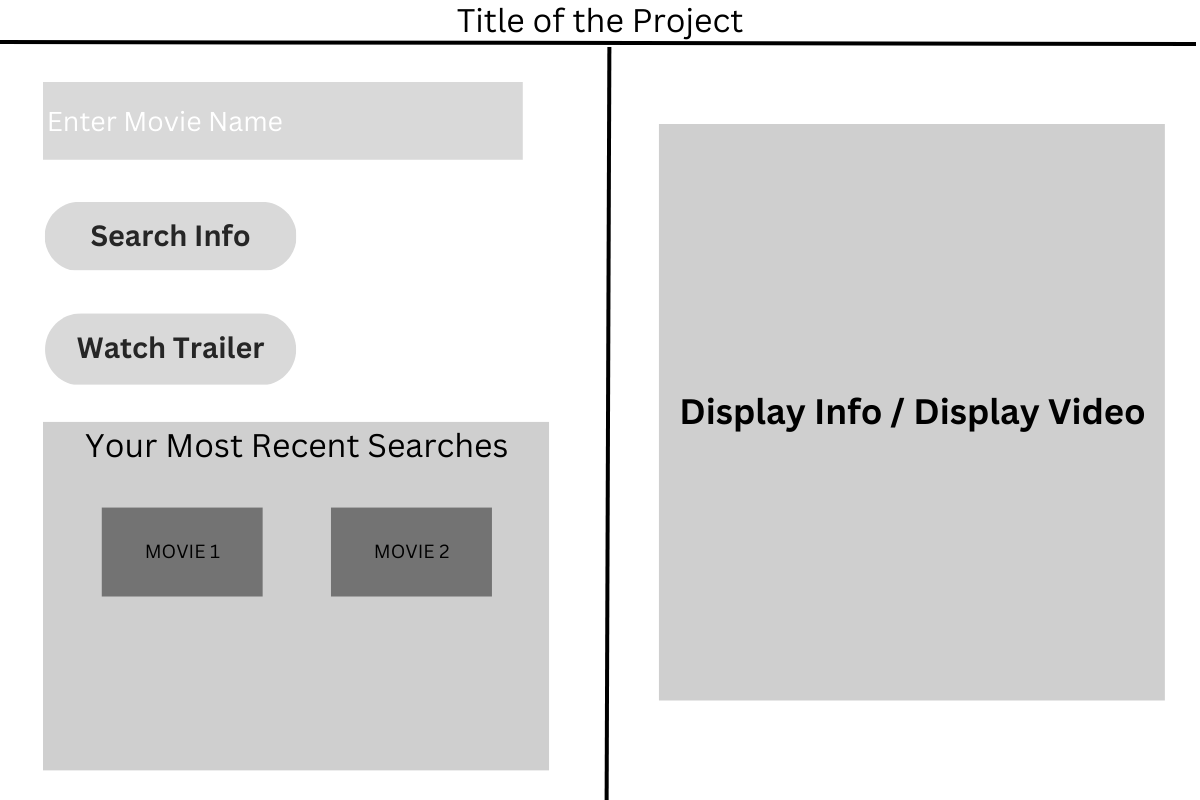 Title of the Project
Enter Movie Name
Search Info
Watch Trailer
Your Most Recent Searches
MOVIE 1
MOVIE 2
Display Info / Display Video